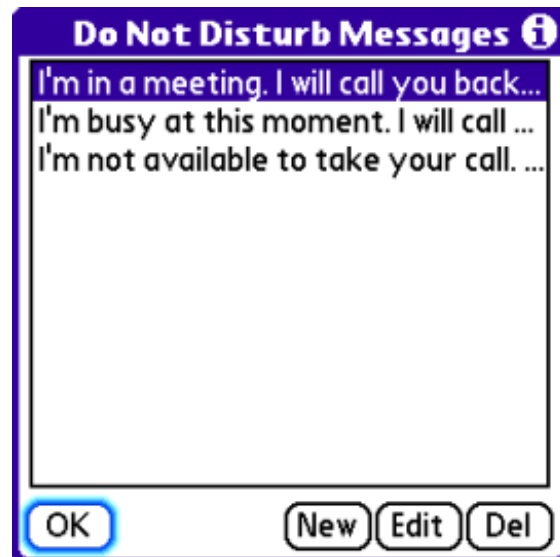 Do Not Disturb Messages i
I'm in a meeting. I will call you back...
I'm busy at this moment. I will call ...
I'm not available to take your call. ...
OK New Edit Del